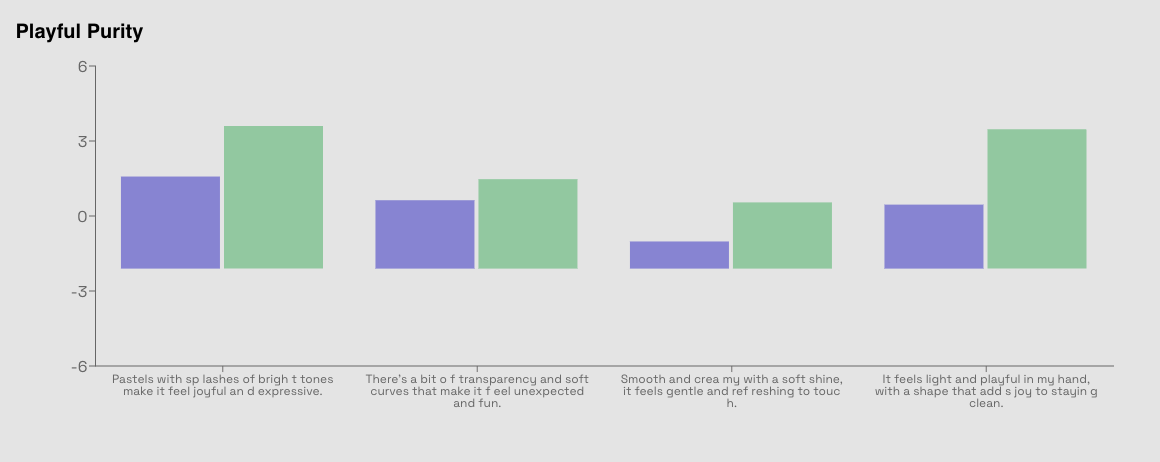 Playful Purity
6
3
0
-3
-6
Pastels with sp lashes of brigh t tones
make it feel joyful an d expressive.
There's a bit o f transparency and soft
curves that make it f eel unexpected
and fun.
Smooth and crea my with a soft shine,
it feels gentle and ref reshing to touc
h.
It feels light and playful in my hand,
with a shape that add s joy to stayin g
clean.